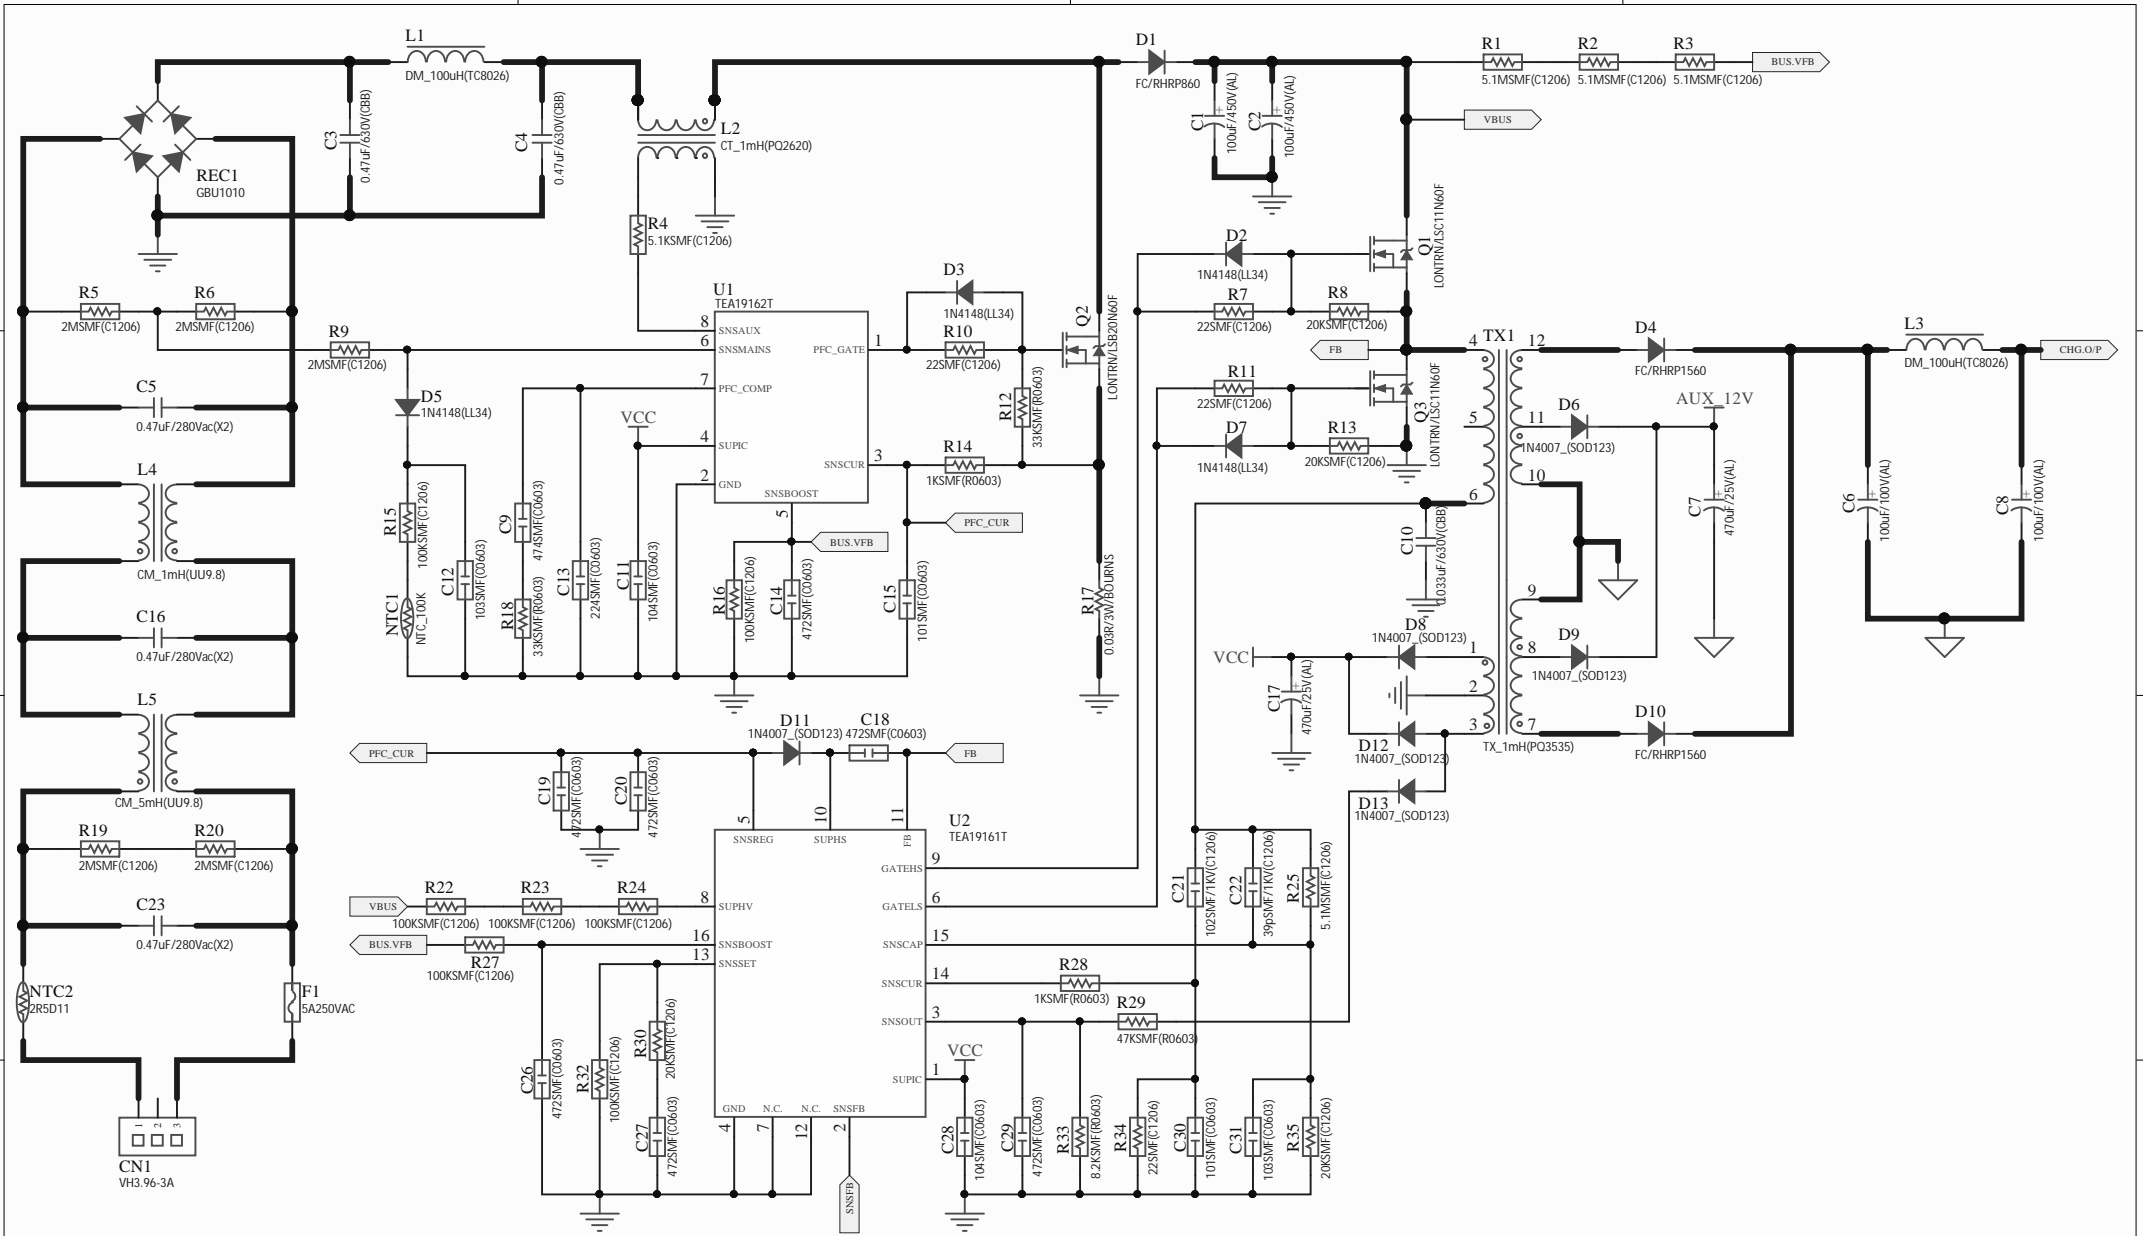 L1
DM_100uH(TC8026)
C3
0.47uF/630V(CBB)
C4
0.47uF/630V(CBB)
REC1
GBU1010
L2
CT_1mH(PQ2620)
R4
5.1KSMF(C1206)
D1
FC/RHRP860
C1
100uF/450V(AL)
C2
100uF/450V(AL)
R1
5.1MSMF(C1206)
R2
5.1MSMF(C1206)
R3
5.1MSMF(C1206)
BUS.VFB
VBUS
R5
2MSMF(C1206)
R6
2MSMF(C1206)
R9
2MSMF(C1206)
C5
0.47uF/280Vac(X2)
L4
CM_1mH(UU9.8)
C16
0.47uF/280Vac(X2)
L5
CM_5mH(UU9.8)
R19
2MSMF(C1206)
R20
2MSMF(C1206)
C23
0.47uF/280Vac(X2)
NTC2
2R5D11
F1
5A250VAC
1
2
3
CN1
VH3.96-3A
U1
TEA19162T
8
SNSAUX
6
SNSMAINS
7
PFC_COMP
4
SUPIC
2
GND
SNSBOOST
5
PFC_GATE
1
SNSCUR
3
D5
1N4148(LL34)
VCC
R15
100KSMF(C1206)
NTC1
NTC_100K
C12
103SMF(C0603)
C9
474SMF(C0603)
R18
33KSMF(R0603)
C13
224SMF(C0603)
C11
104SMF(C0603)
R16
100KSMF(C1206)
C14
472SMF(C0603)
BUS.VFB
C15
101SMF(C0603)
PFC_CUR
D3
1N4148(LL34)
R10
22SMF(C1206)
R12
33KSMF(R0603)
R14
1KSMF(R0603)
Q2
LONTRN/LSB20N60F
R17
0.03R/3W/BOURNS
D2
1N4148(LL34)
R7
22SMF(C1206)
R8
20KSMF(C1206)
Q1
LONTRN/LSC11N60F
FB
R11
22SMF(C1206)
D7
1N4148(LL34)
R13
20KSMF(C1206)
Q3
LONTRN/LSC11N60F
TX1
4
5
6
1
2
3
12
11
10
9
8
7
TX_1mH(PQ3535)
C10
0.033uF/630V(CBB)
D4
FC/RHRP1560
D6
1N4007_(SOD123)
AUX_12V
C7
470uF/25V(AL)
D9
1N4007_(SOD123)
D10
FC/RHRP1560
L3
DM_100uH(TC8026)
CHG.O/P
C6
100uF/100V(AL)
C8
100uF/100V(AL)
D8
1N4007_(SOD123)
VCC
C17
470uF/25V(AL)
D12
1N4007_(SOD123)
D13
1N4007_(SOD123)
PFC_CUR
C19
472SMF(C0603)
C20
472SMF(C0603)
D11
1N4007_(SOD123)
C18
472SMF(C0603)
FB
U2
TEA19161T
5
SNSREG
10
SUPHS
11
FB
VBUS
R22
100KSMF(C1206)
R23
100KSMF(C1206)
R24
100KSMF(C1206)
8
SUPHV
BUS.VFB
R27
100KSMF(C1206)
16
SNSBOOST
13
SNSSET
GATEHS
9
GATELS
6
SNSCAP
15
SNSCUR
14
SNSOUT
3
SUPIC
1
GND
4
N.C.
7
N.C.
12
SNSFB
2
SNSFB
C26
472SMF(C0603)
R32
100KSMF(C1206)
R30
20KSMF(C1206)
C27
472SMF(C0603)
R28
1KSMF(R0603)
R29
47KSMF(R0603)
VCC
C28
104SMF(C0603)
C29
472SMF(C0603)
R33
8.2KSMF(R0603)
R34
22SMF(C1206)
C30
101SMF(C0603)
C31
103SMF(C0603)
R35
20KSMF(C1206)
C21
102SMF/1KV(C1206)
C22
39pSMF/1KV(C1206)
R25
5.1MSMF(C1206)